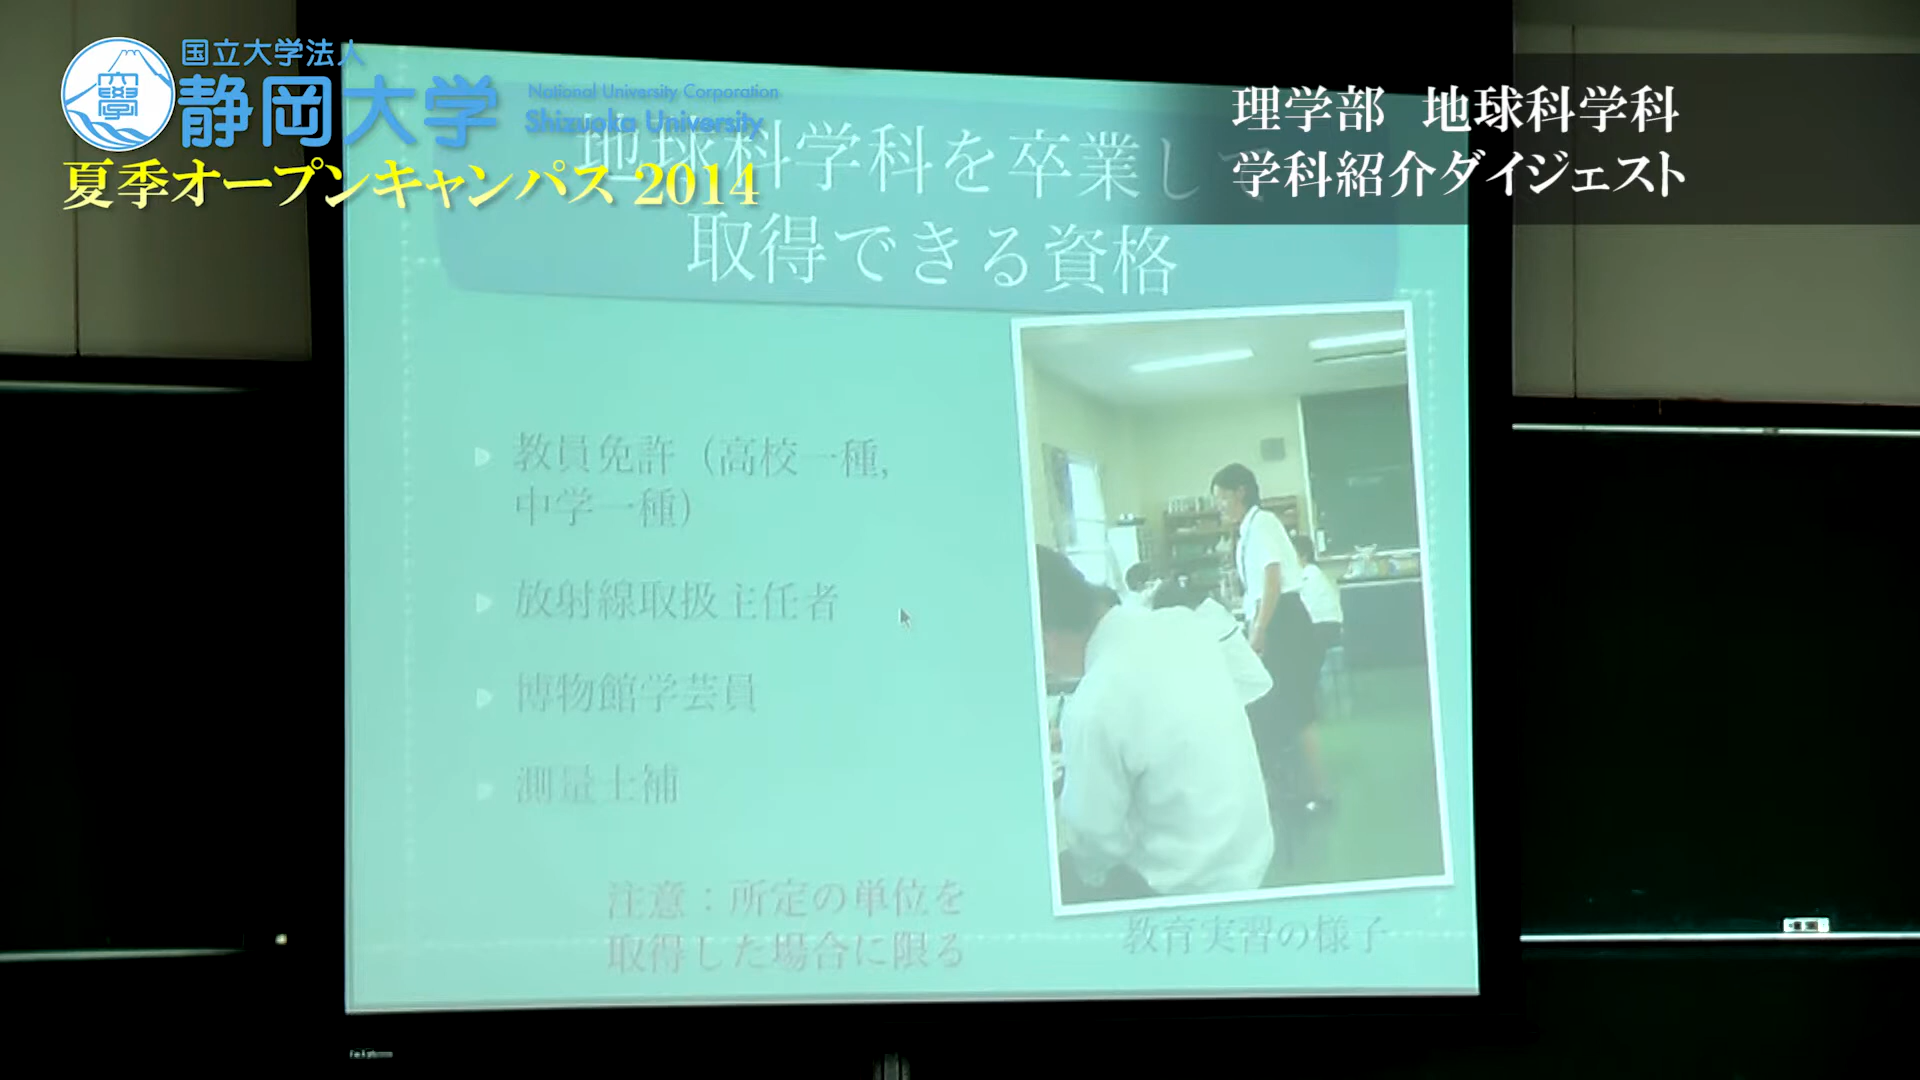 国立大学法人
静岡大学
National University Corporation
Shizuoka University
夏季オープンキャンパス 2014
理学部 地球科学科
学科紹介ダイジェスト
地球科学科を卒業して
取得できる資格
教員免許（高校一種,
中学一種）
放射線取扱主任者
博物館学芸員
測量士補
注意：所定の単位を
取得した場合に限る
教育実習の様子